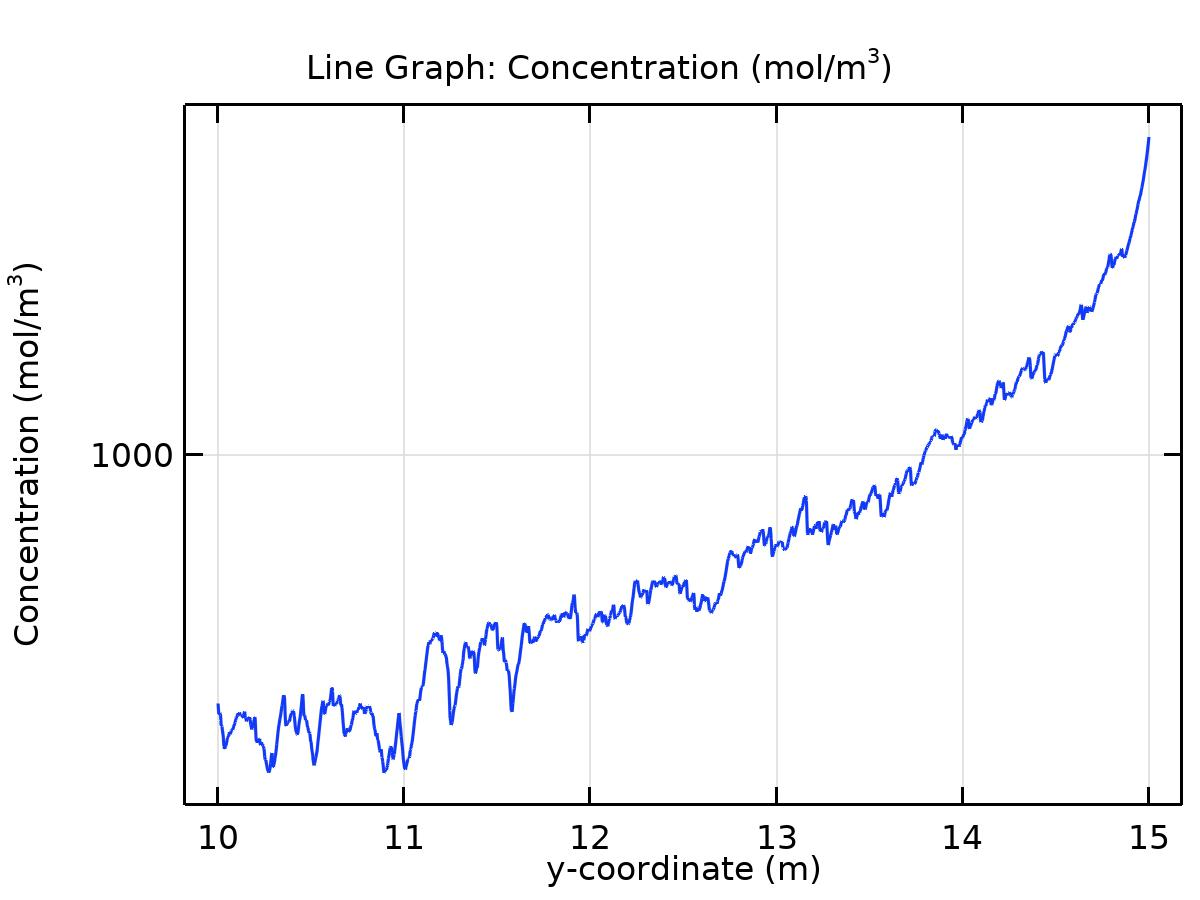 Line Graph: Concentration (mol/m³)
Concentration (mol/m³)
1000
10 11 12 13 14 15
y-coordinate (m)